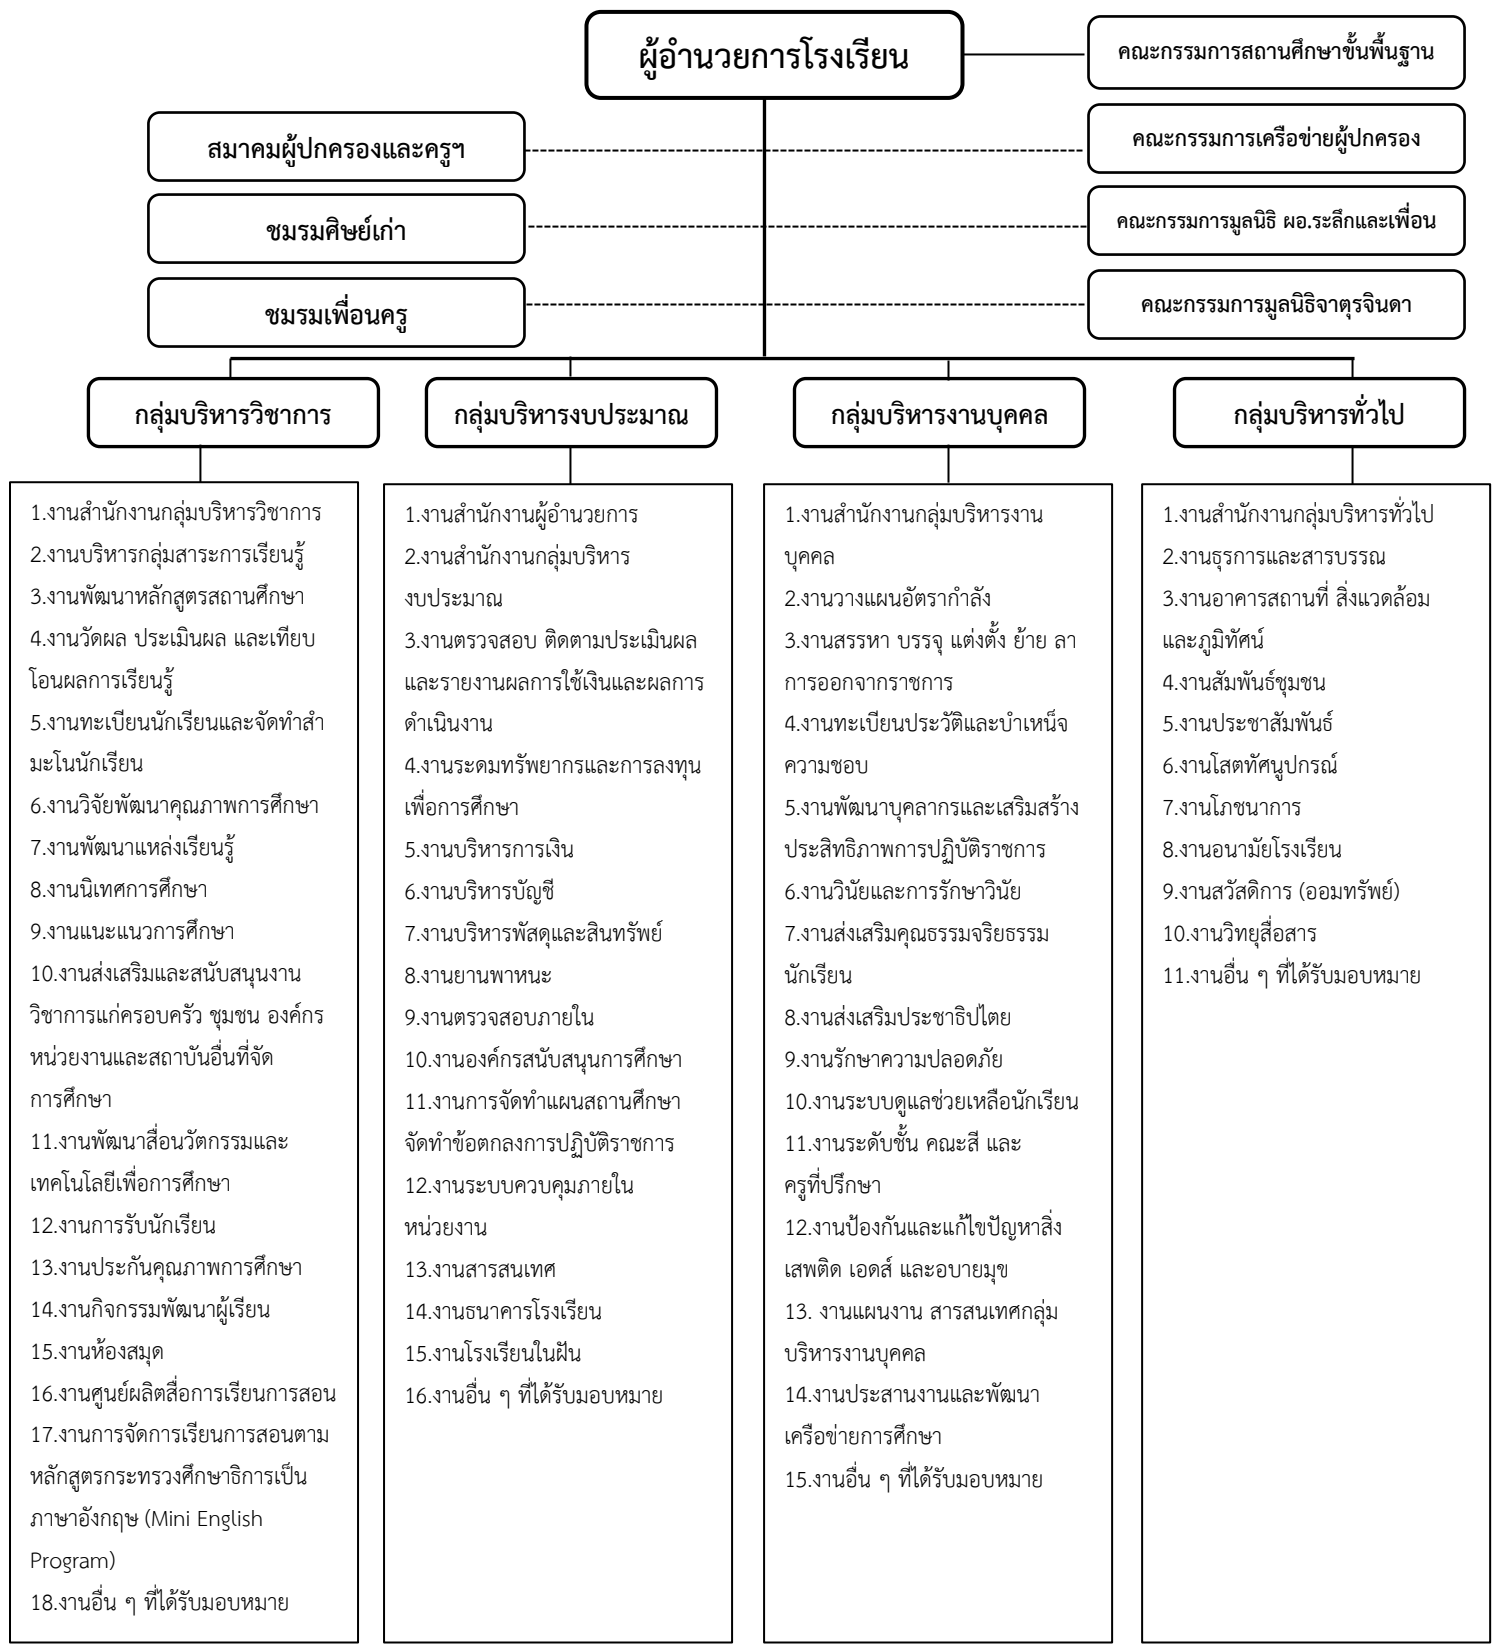 ผู้อำนวยการโรงเรียน
คณะกรรมการสถานศึกษาขั้นพื้นฐาน
สมาคมผู้ปกครองและครูฯ
คณะกรรมการเครือข่ายผู้ปกครอง
ชมรมศิษย์เก่า
คณะกรรมการมูลนิธิ ผอ.ระลึกและเพื่อน
ชมรมเพื่อนครู
คณะกรรมการมูลนิธิจาตุรจินดา
กลุ่มบริหารวิชาการ
กลุ่มบริหารงบประมาณ
กลุ่มบริหารงานบุคคล
กลุ่มบริหารทั่วไป
1.งานสำนักงานกลุ่มบริหารวิชาการ
2.งานบริหารกลุ่มสาระการเรียนรู้
3.งานพัฒนาหลักสูตรสถานศึกษา
4.งานวัดผล ประเมินผล และเทียบ
โอนผลการเรียนรู้
5.งานทะเบียนนักเรียนและจัดทำสำ
มะโนนักเรียน
6.งานวิจัยพัฒนาคุณภาพการศึกษา
7.งานพัฒนาแหล่งเรียนรู้
8.งานนิเทศการศึกษา
9.งานแนะแนวการศึกษา
10.งานส่งเสริมและสนับสนุนงาน
วิชาการแก่ครอบครัว ชุมชน องค์กร
หน่วยงานและสถาบันอื่นที่จัด
การศึกษา
11.งานพัฒนาสื่อนวัตกรรมและ
เทคโนโลยีเพื่อการศึกษา
12.งานการรับนักเรียน
13.งานประกันคุณภาพการศึกษา
14.งานกิจกรรมพัฒนาผู้เรียน
15.งานห้องสมุด
16.งานศูนย์ผลิตสื่อการเรียนการสอน
17.งานการจัดการเรียนการสอนตาม
หลักสูตรกระทรวงศึกษาธิการเป็น
ภาษาอังกฤษ (Mini English
Program)
18.งานอื่น ๆ ที่ได้รับมอบหมาย
1.งานสำนักงานผู้อำนวยการ
2.งานสำนักงานกลุ่มบริหาร
งบประมาณ
3.งานตรวจสอบ ติดตามประเมินผล
และรายงานผลการใช้เงินและผลการ
ดำเนินงาน
4.งานระดมทรัพยากรและการลงทุน
เพื่อการศึกษา
5.งานบริหารการเงิน
6.งานบริหารบัญชี
7.งานบริหารพัสดุและสินทรัพย์
8.งานยานพาหนะ
9.งานตรวจสอบภายใน
10.งานองค์กรสนับสนุนการศึกษา
11.งานการจัดทำแผนสถานศึกษา
จัดทำข้อตกลงการปฏิบัติราชการ
12.งานระบบควบคุมภายใน
หน่วยงาน
13.งานสารสนเทศ
14.งานธนาคารโรงเรียน
15.งานโรงเรียนในฝัน
16.งานอื่น ๆ ที่ได้รับมอบหมาย
1.งานสำนักงานกลุ่มบริหารงาน
บุคคล
2.งานวางแผนอัตรากำลัง
3.งานสรรหา บรรจุ แต่งตั้ง ย้าย ลา
การออกจากราชการ
4.งานทะเบียนประวัติและบำเหน็จ
ความชอบ
5.งานพัฒนาบุคลากรและเสริมสร้าง
ประสิทธิภาพการปฏิบัติราชการ
6.งานวินัยและการรักษาวินัย
7.งานส่งเสริมคุณธรรมจริยธรรม
นักเรียน
8.งานส่งเสริมประชาธิปไตย
9.งานรักษาความปลอดภัย
10.งานระบบดูแลช่วยเหลือนักเรียน
11.งานระดับชั้น คณะสี และ
ครูที่ปรึกษา
12.งานป้องกันและแก้ไขปัญหาสิ่ง
เสพติด เอดส์ และอบายมุข
13. งานแผนงาน สารสนเทศกลุ่ม
บริหารงานบุคคล
14.งานประสานงานและพัฒนา
เครือข่ายการศึกษา
15.งานอื่น ๆ ที่ได้รับมอบหมาย
1.งานสำนักงานกลุ่มบริหารทั่วไป
2.งานธุรการและสารบรรณ
3.งานอาคารสถานที่ สิ่งแวดล้อม
และภูมิทัศน์
4.งานสัมพันธ์ชุมชน
5.งานประชาสัมพันธ์
6.งานโสตทัศนูปกรณ์
7.งานโภชนาการ
8.งานอนามัยโรงเรียน
9.งานสวัสดิการ (ออมทรัพย์)
10.งานวิทยุสื่อสาร
11.งานอื่น ๆ ที่ได้รับมอบหมาย